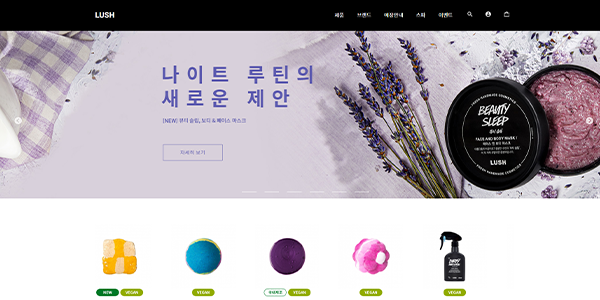 LUSH
제품 브랜드 매장안내 스파 이벤트
나이트 루틴의
새로운 제안
[NEW] 뷰티 슬립, 보디 & 페이스 마스크
자세히 보기
BEAUTY
SLEEP
FACE AND BODY MASK
LUSH
NEW VEGAN
VEGAN
VEGAN
VEGAN
VEGAN